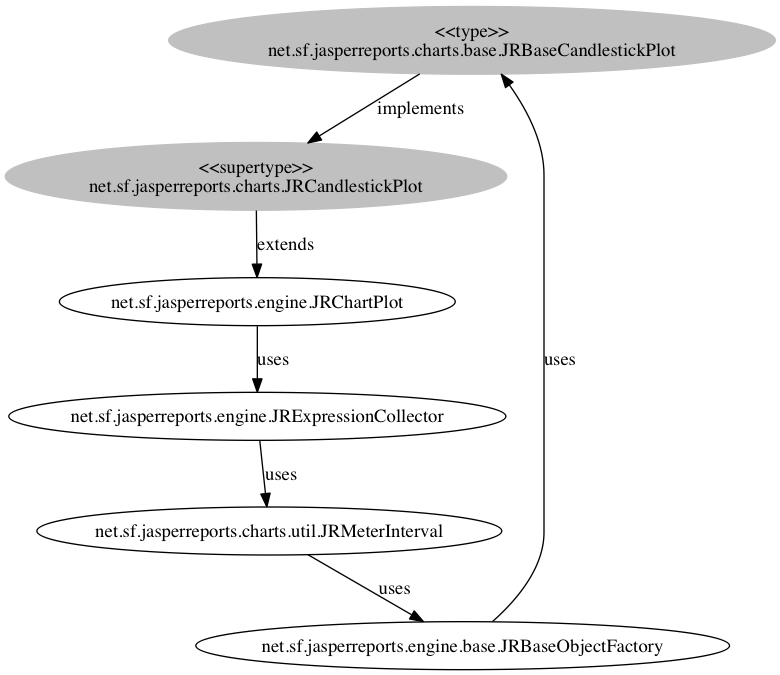 <<type>>
net.sf.jasperreports.charts.base.JRBaseCandlestickPlot
implements
<<supertype>>
net.sf.jasperreports.charts.JRCandlestickPlot
extends
net.sf.jasperreports.engine.JRChartPlot
uses
uses
net.sf.jasperreports.engine.JRExpressionCollector
uses
net.sf.jasperreports.charts.util.JRMeterInterval
uses
net.sf.jasperreports.engine.base.JRBaseObjectFactory